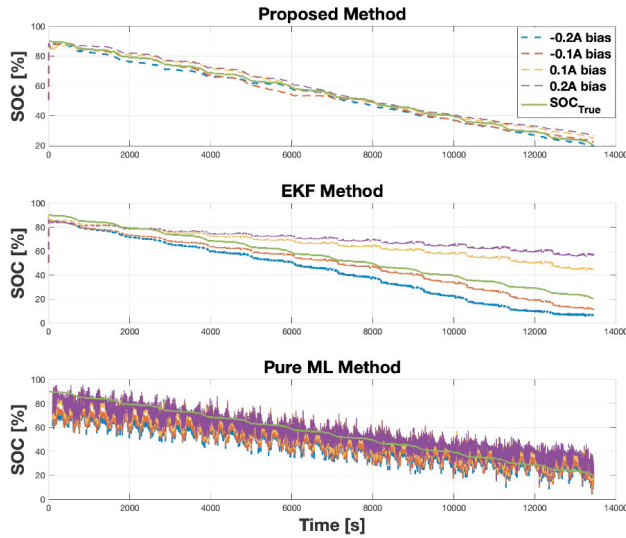 Proposed Method
SOC [%]
100
80
60
40
20
0 2000 4000 6000 8000 10000 12000 14000
-0.2A bias
-0.1A bias
0.1A bias
0.2A bias
SOC_True
EKF Method
SOC [%]
100
80
60
40
20
0
0 2000 4000 6000 8000 10000 12000 14000
Pure ML Method
SOC [%]
100
80
60
40
20
0
0 2000 4000 6000 8000 10000 12000 14000
Time [s]